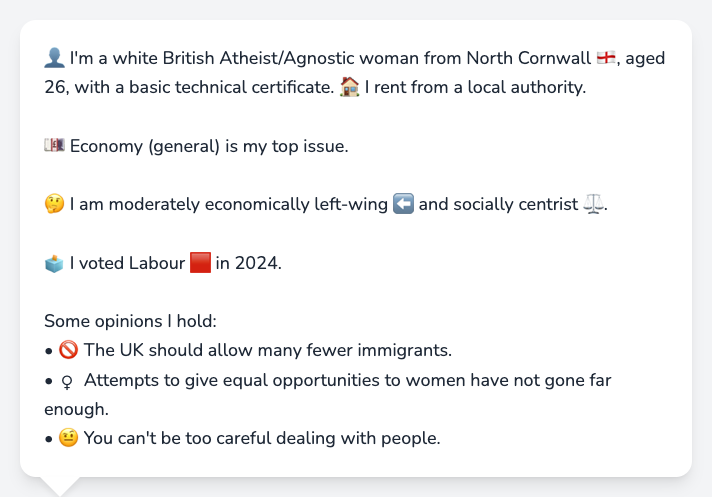 👤 I'm a white British Atheist/Agnostic woman from North Cornwall 🏴󠁧󠁢󠁥󠁮󠁧󠁿, aged
26, with a basic technical certificate. 🏠 I rent from a local authority.
💷 Economy (general) is my top issue.
🤔 I am moderately economically left-wing ⬅️ and socially centrist ⚖️.
🗳️ I voted Labour 🟥 in 2024.
Some opinions I hold:
• 🚫 The UK should allow many fewer immigrants.
• ♀ Attempts to give equal opportunities to women have not gone far
enough.
• 🤨 You can't be too careful dealing with people.